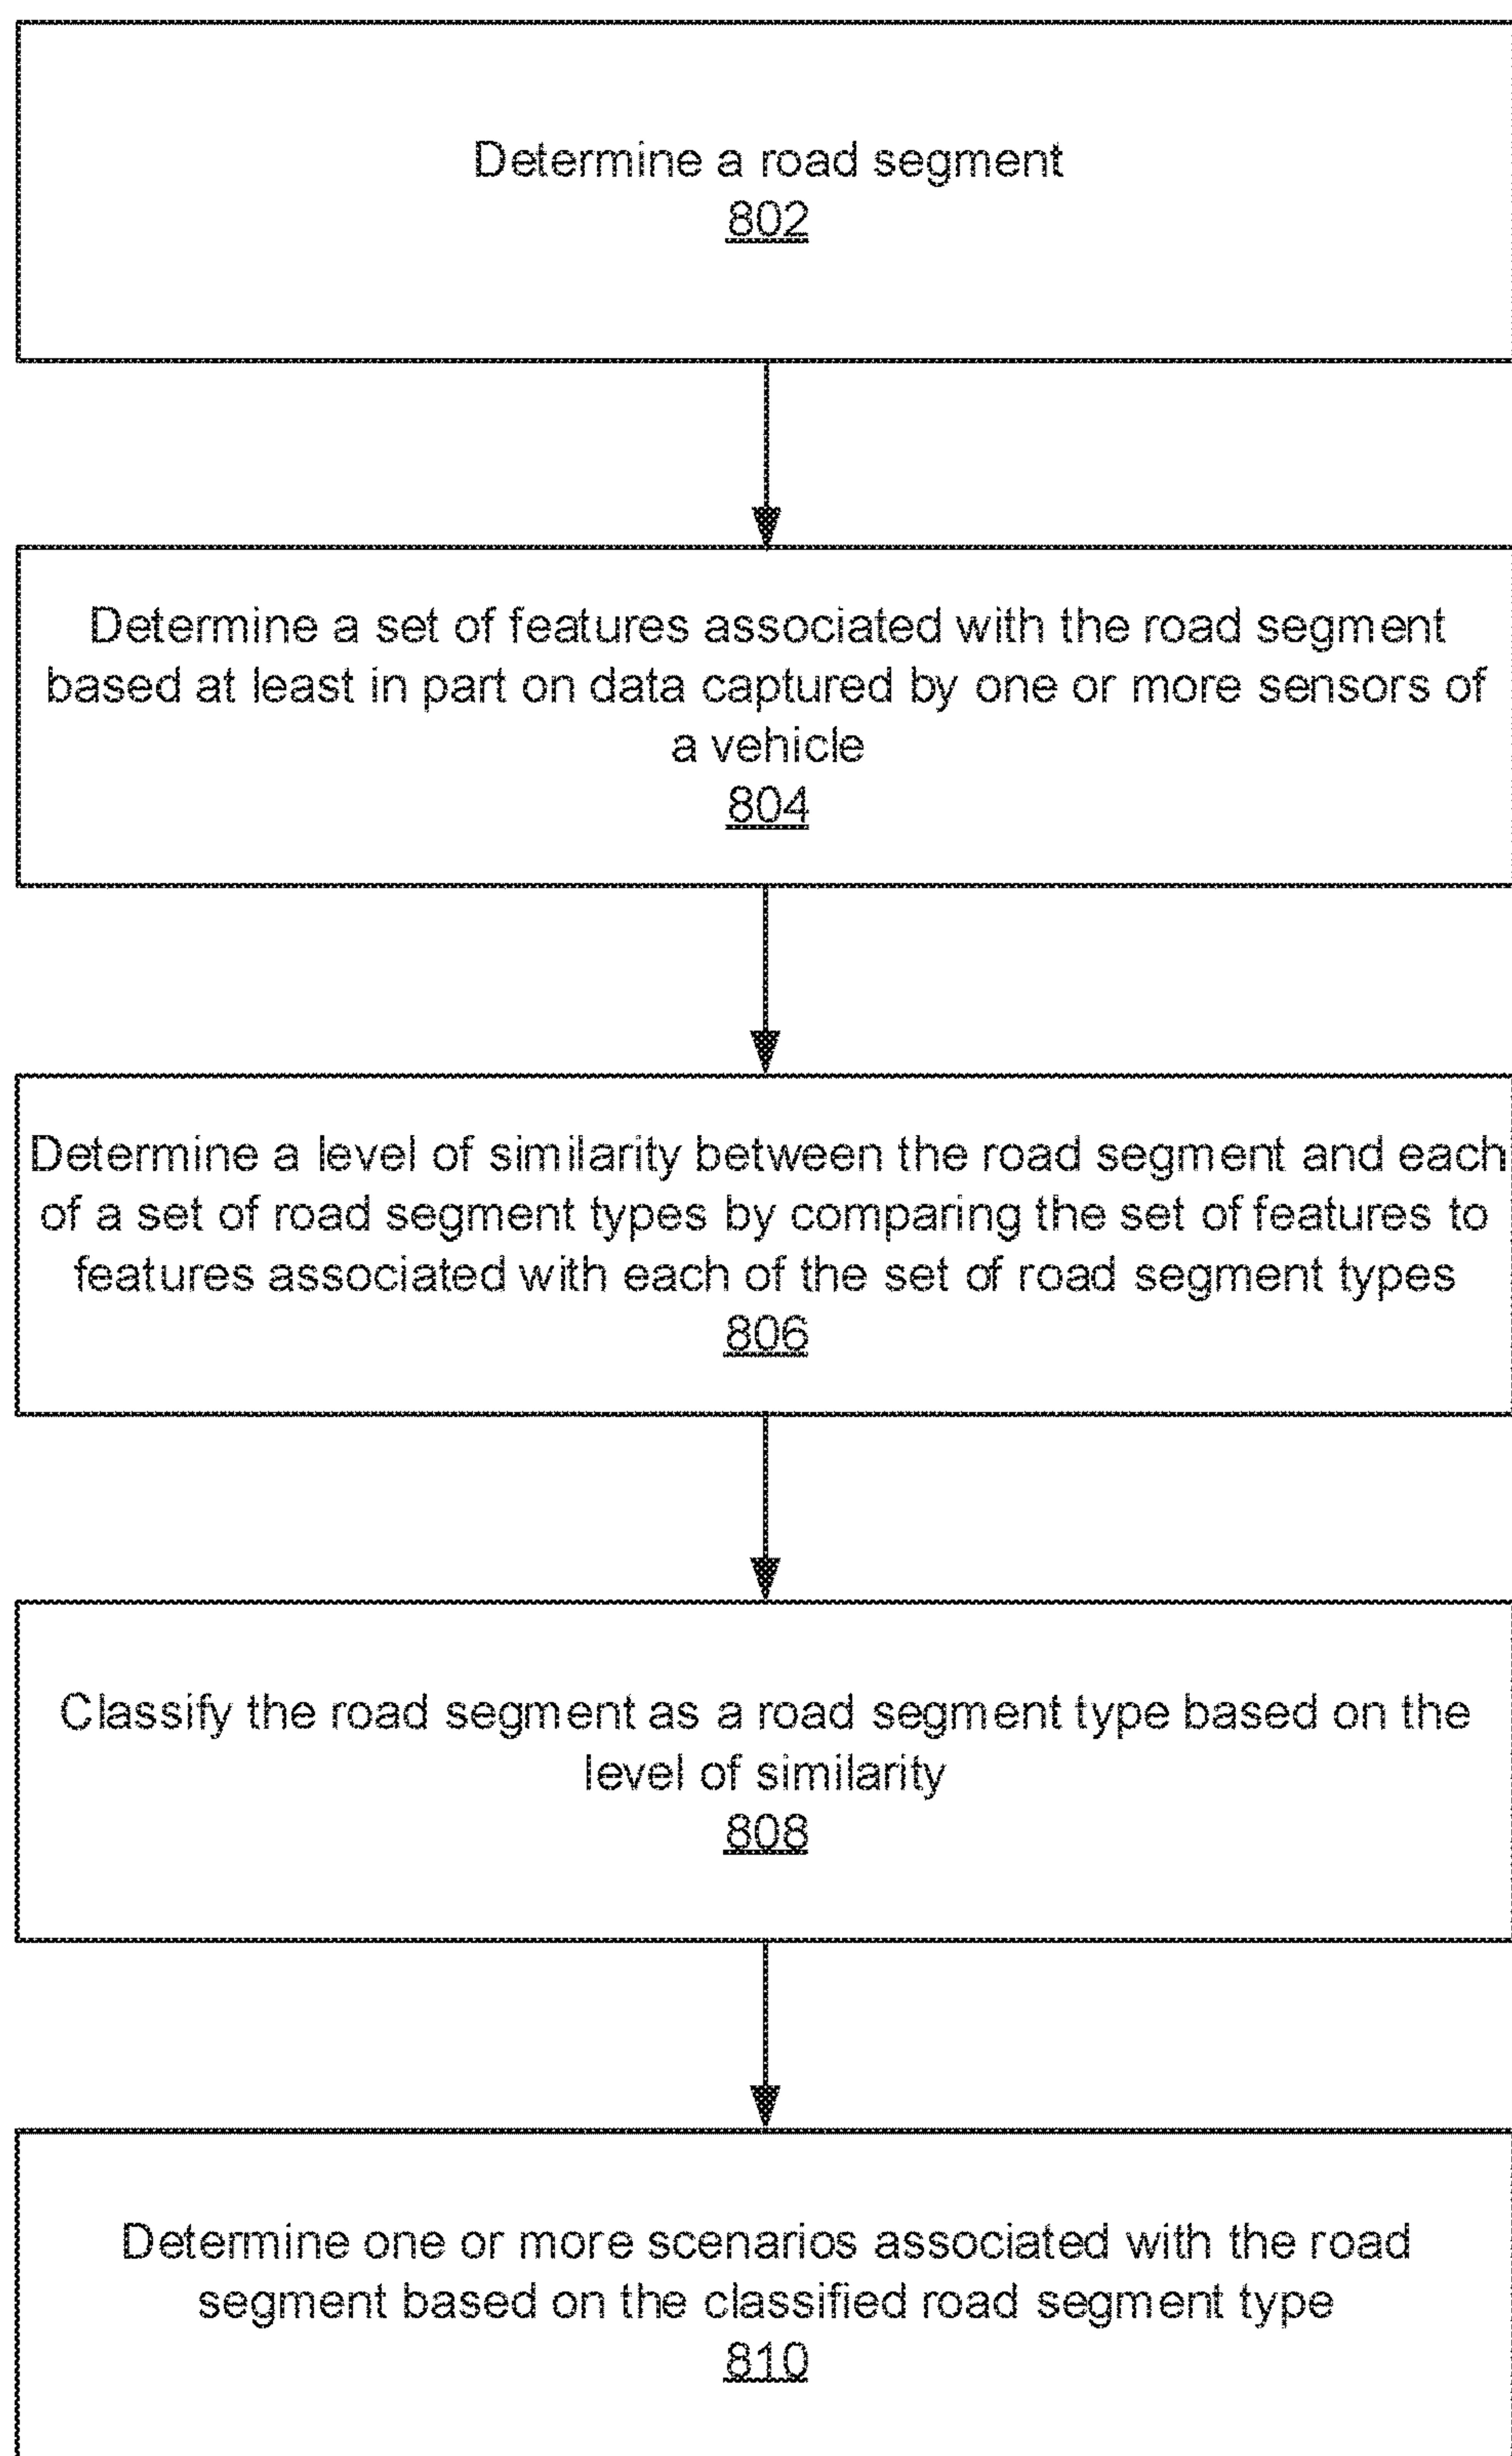 Determine a road segment
802
Determine a set of features associated with the road segment
based at least in part on data captured by one or more sensors of
a vehicle
804
Determine a level of similarity between the road segment and each
of a set of road segment types by comparing the set of features to
features associated with each of the set of road segment types
806
Classify the road segment as a road segment type based on the
level of similarity
808
Determine one or more scenarios associated with the road
segment based on the classified road segment type
810